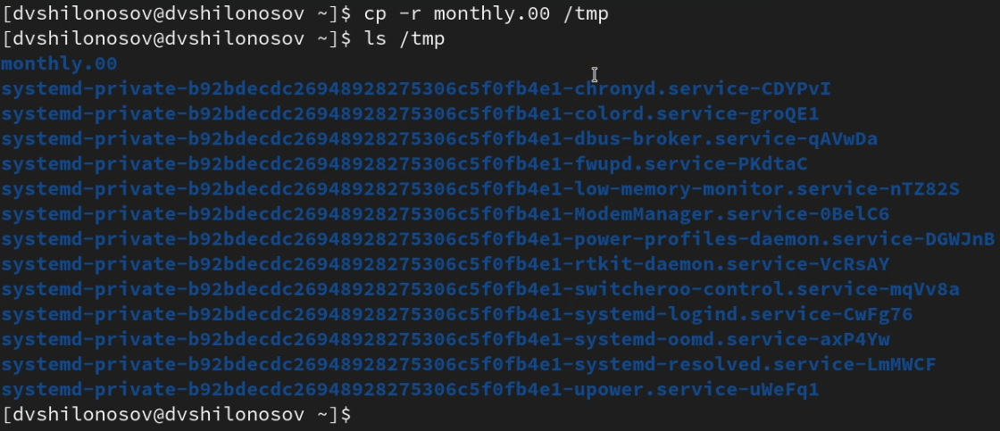 [dvshilonosov@dvshilonosov ~]$ cp -r monthly.00 /tmp
[dvshilonosov@dvshilonosov ~]$ ls /tmp
monthly.00
systemd-private-b92bdecdc26948928275306c5f0fb4e1-chronyd.service-CDYPvI
systemd-private-b92bdecdc26948928275306c5f0fb4e1-colord.service-groQE1
systemd-private-b92bdecdc26948928275306c5f0fb4e1-dbus-broker.service-qAVwDa
systemd-private-b92bdecdc26948928275306c5f0fb4e1-fwupd.service-PKdtaC
systemd-private-b92bdecdc26948928275306c5f0fb4e1-low-memory-monitor.service-nTZ82S
systemd-private-b92bdecdc26948928275306c5f0fb4e1-ModemManager.service-0BelC6
systemd-private-b92bdecdc26948928275306c5f0fb4e1-power-profiles-daemon.service-DGWJnB
systemd-private-b92bdecdc26948928275306c5f0fb4e1-rtkit-daemon.service-VcRsAY
systemd-private-b92bdecdc26948928275306c5f0fb4e1-switcheroo-control.service-mqVv8a
systemd-private-b92bdecdc26948928275306c5f0fb4e1-systemd-logind.service-CwFg76
systemd-private-b92bdecdc26948928275306c5f0fb4e1-systemd-oomd.service-axP4Yw
systemd-private-b92bdecdc26948928275306c5f0fb4e1-systemd-resolved.service-LmMWCF
systemd-private-b92bdecdc26948928275306c5f0fb4e1-upower.service-uWeFq1
[dvshilonosov@dvshilonosov ~]$